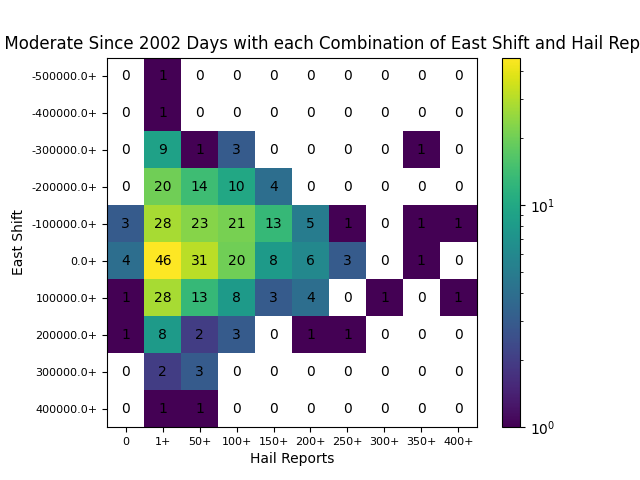 Moderate Since 2002 Days with each Combination of East Shift and Hail Rep
-500000.0+ 0 1 0 0 0 0 0 0 0 0
-400000.0+ 0 1 0 0 0 0 0 0 0 0
-300000.0+ 0 9 1 3 0 0 0 0 1 0
-200000.0+ 0 20 14 10 4 0 0 0 0 0
-100000.0+ 3 28 23 21 13 5 1 0 1 1
0.0+ 4 46 31 20 8 6 3 0 1 0
100000.0+ 1 28 13 8 3 4 0 1 0 1
200000.0+ 1 8 2 3 0 1 1 0 0 0
300000.0+ 0 2 3 0 0 0 0 0 0 0
400000.0+ 0 1 1 0 0 0 0 0 0 0
0 1+ 50+ 100+ 150+ 200+ 250+ 300+ 350+ 400+
Hail Reports
East Shift
10¹
10⁰